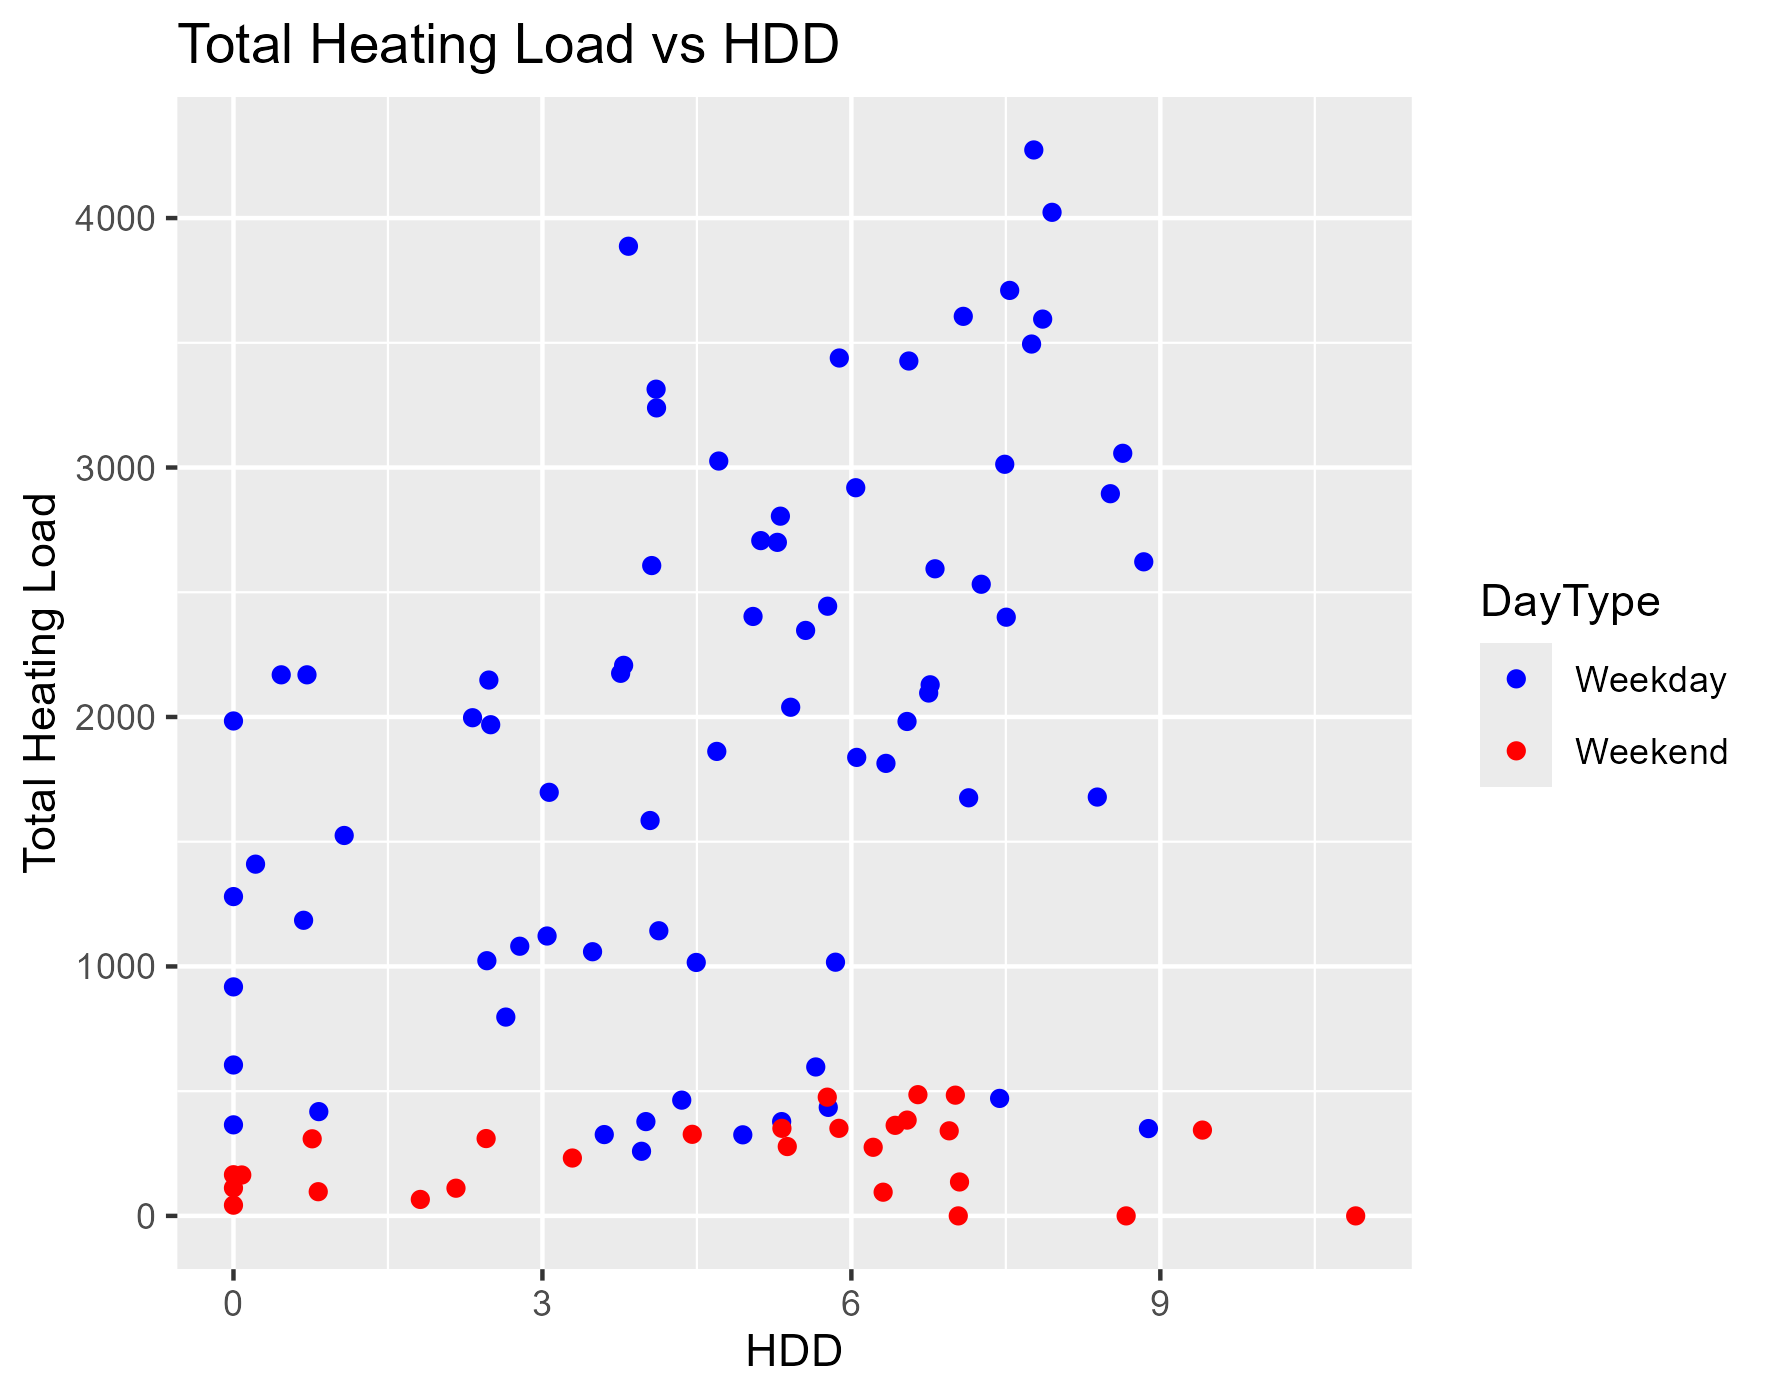 Total Heating Load vs HDD
Total Heating Load
4000
3000
2000
1000
0
0 3 6 9
HDD
DayType
Weekday
Weekend